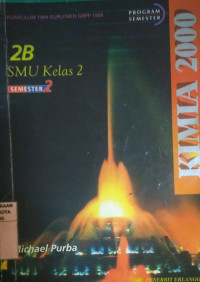 KURIKULUM 1994 SUPLEMEN GBPP 1999
PROGRAM
SEMESTER
2B
SMU Kelas 2
SEMESTER 2
KIMIA 2000
Michael Purba
PENERBIT ERLANGGA